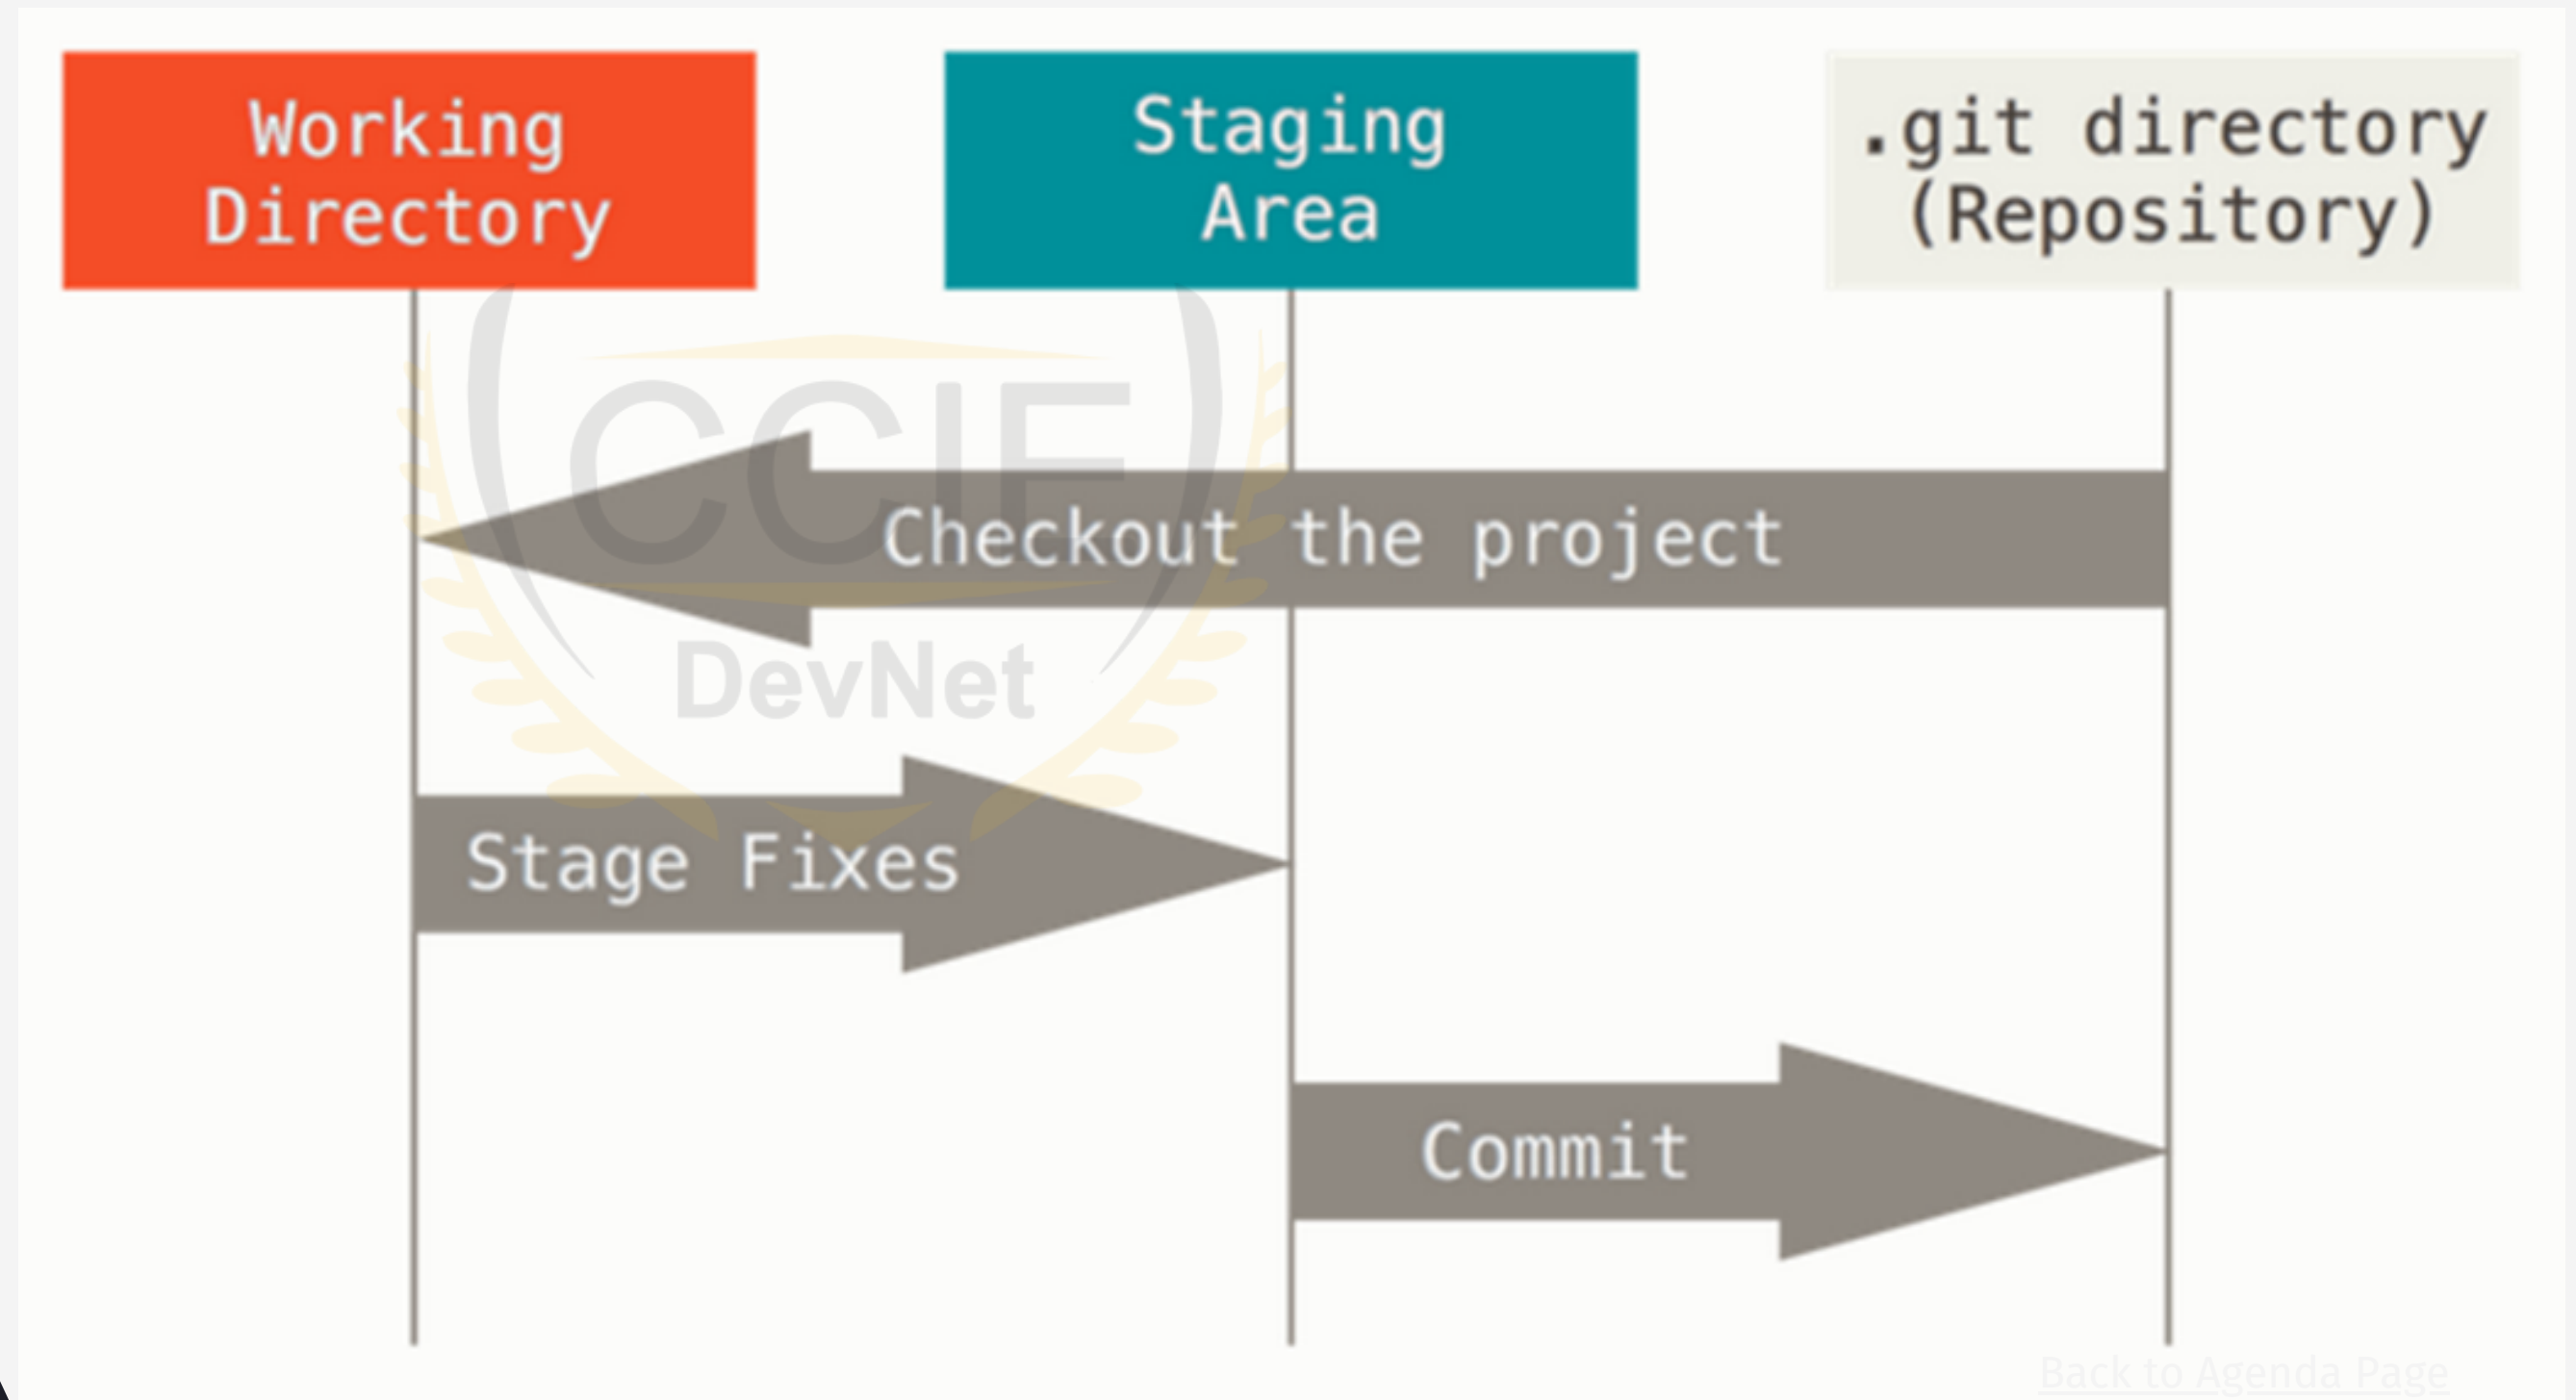 Working
Directory
Staging
Area
.git directory
(Repository)
CCIE
Checkout the project
DevNet
Stage Fixes
Commit
Back to Agenda Page